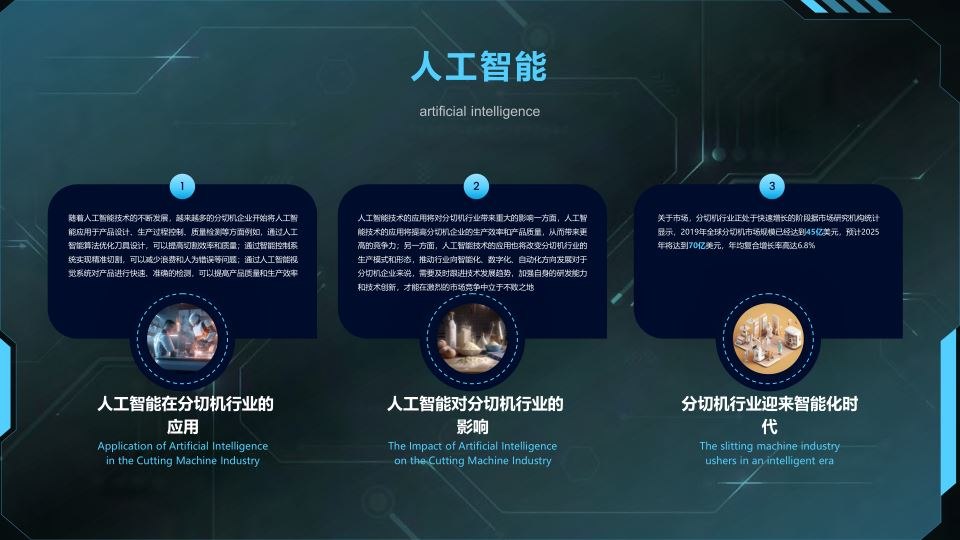 人工智能
artificial intelligence
1
随着人工智能技术的不断发展，越来越多的分切机企业开始将人工智
能应用于产品设计、生产过程控制、质量检测等方面例如，通过人工
智能算法优化刀具设计，可以提高切割效率和质量；通过智能控制系
统实现精准切割，可以减少浪费和人为错误等问题；通过人工智能视
觉系统对产品进行快速、准确的检测，可以提高产品质量和生产效率
人工智能在分切机行业的
应用
Application of Artificial Intelligence
in the Cutting Machine Industry
2
人工智能技术的应用将对分切机行业带来重大的影响一方面，人工智
能技术的应用将提高分切机企业的生产效率和产品质量，从而带来更
高的竞争力；另一方面，人工智能技术的应用也将改变分切机行业的
生产模式和形态，推动行业向智能化、数字化、自动化方向发展对于
分切机企业来说，需要及时跟进技术发展趋势，加强自身的研发能力
和技术创新，才能在激烈的市场竞争中立于不败之地
人工智能对分切机行业的
影响
The Impact of Artificial Intelligence
on the Cutting Machine Industry
3
关于市场，分切机行业正处于快速增长的阶段据市场研究机构统计
显示，2019年全球分切机市场规模已经达到45亿美元，预计2025
年将达到70亿美元，年均复合增长率高达6.8%
分切机行业迎来智能化时
代
The slitting machine industry
ushers in an intelligent era